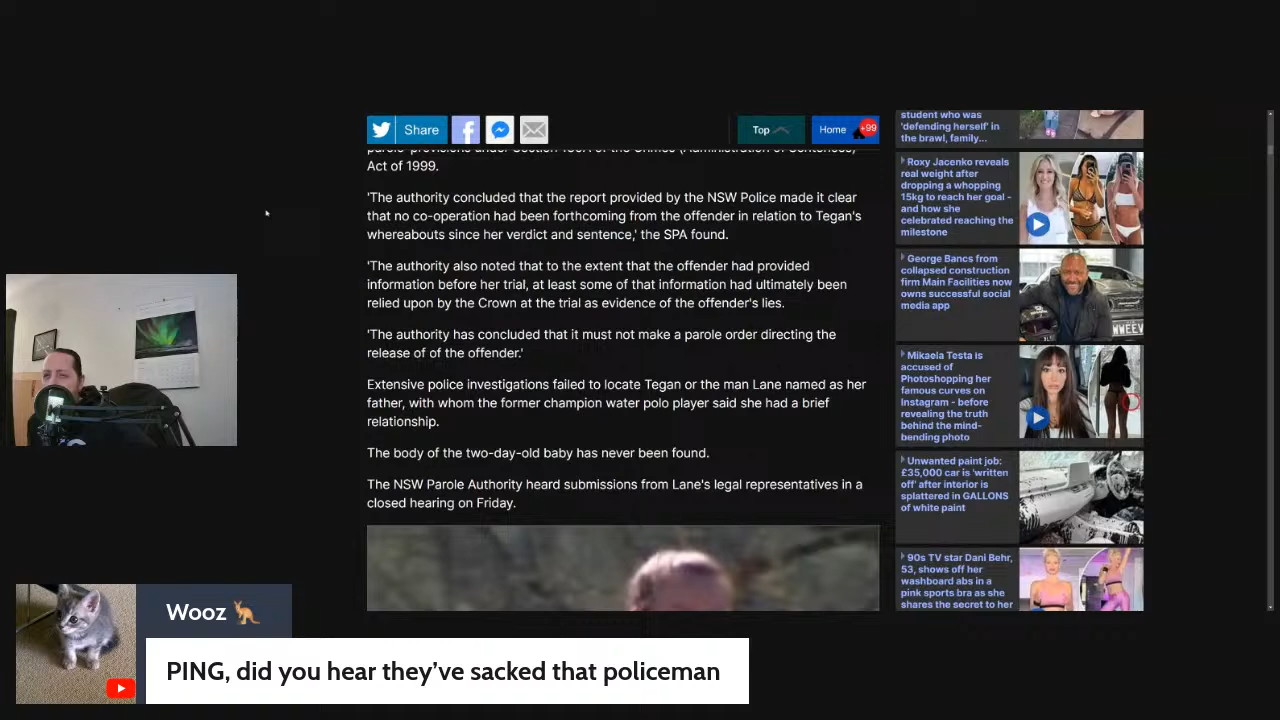 Share
Top
Home
+99
parole provisions under Section
of the Crimes (Administration of Sentences)
Act of 1999.
'The authority concluded that the report provided by the NSW Police made it clear
that no co-operation had been forthcoming from the offender in relation to Tegan's
whereabouts since her verdict and sentence,' the SPA found.
'The authority also noted that to the extent that the offender had provided
information before her trial, at least some of that information had ultimately been
relied upon by the Crown at the trial as evidence of the offender's lies.
'The authority has concluded that it must not make a parole order directing the
release of of the offender.'
Extensive police investigations failed to locate Tegan or the man Lane named as her
father, with whom the former champion water polo player said she had a brief
relationship.
The body of the two-day-old baby has never been found.
The NSW Parole Authority heard submissions from Lane's legal representatives in a
closed hearing on Friday.
student who was
'defending herself' in
the brawl, family...
Roxy Jacenko reveals
real weight after
dropping a whopping
15kg to reach her goal -
and how she
celebrated reaching the
milestone
George Bancs from
collapsed construction
firm Main Facilities now
owns successful social
media app
WWEEV
Mikaela Testa is
accused of
Photoshopping her
famous curves on
Instagram - before
revealing the truth
behind the mind-
bending photo
Unwanted paint job:
£35,000 car is 'written
off' after interior is
splattered in GALLONS
of white paint
90s TV star Dani Behr,
53, shows off her
washboard abs in a
pink sports bra as she
shares the secret to her
Wooz
PING, did you hear they've sacked that policeman